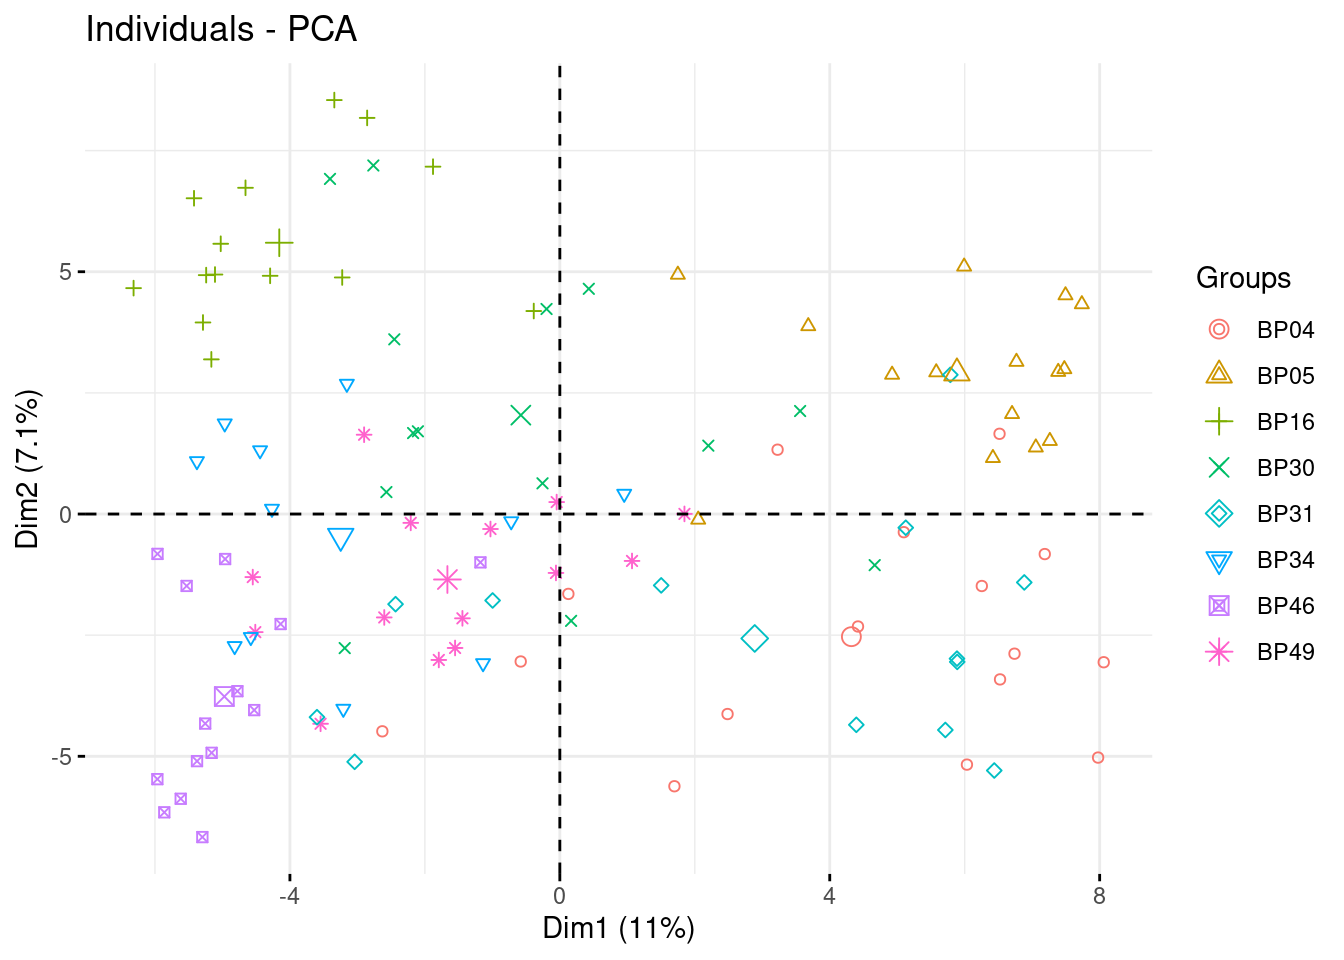 Individuals - PCA
Dim2 (7.1%)
5
0
-5
-4
0
4
8
Dim1 (11%)
Groups
BP04
BP05
BP16
BP30
BP31
BP34
BP46
BP49